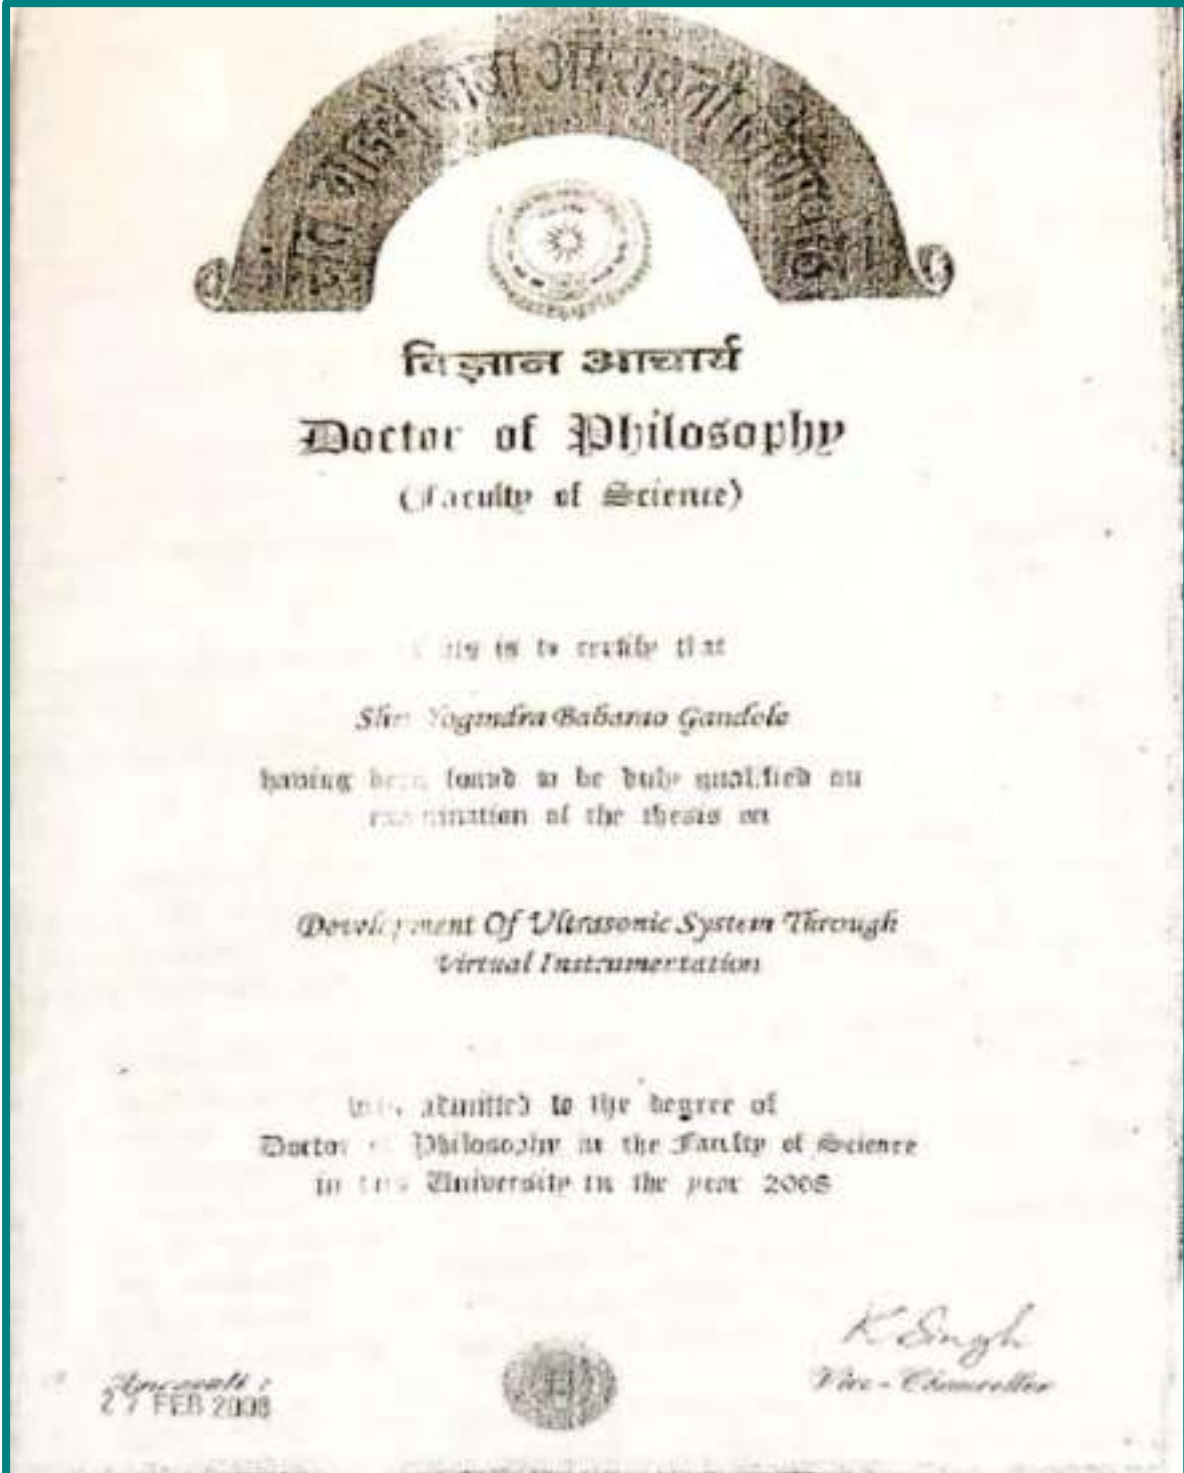 बाबा अमरावती
विज्ञान आचार्य
Doctor of Philosophy
(Faculty of Science)
is to certify that
Yogendra Babarao Gandole
having been found to be duly qualified on
examination of the thesis on
Development Of Ultrasonic System Through
Virtual Instrumentation
was admitted to the degree of
Doctor of Philosophy in the Faculty of Science
in this University in the year 2008
K Singh
Vice-Chancellor
Amravati :
27 FEB 2008